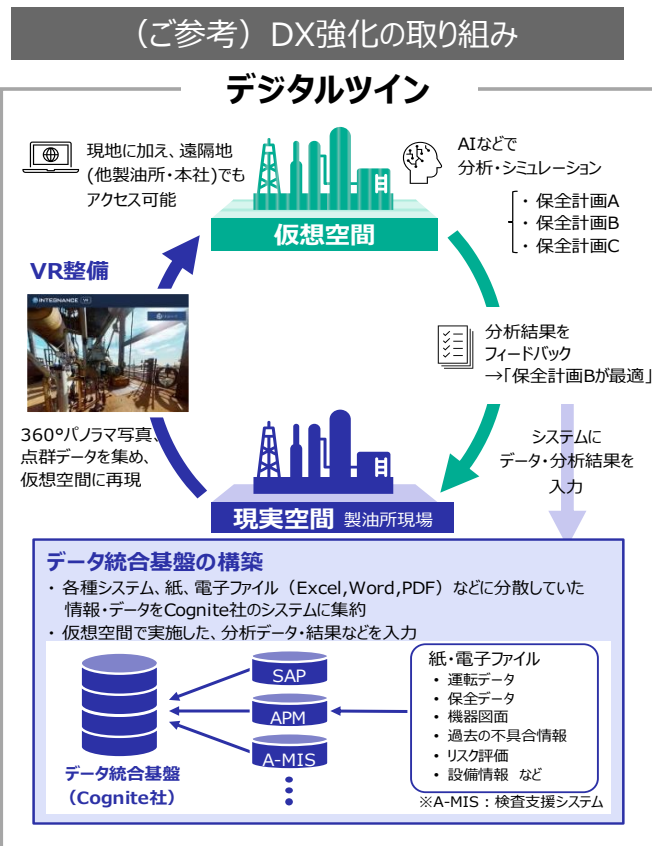 （ご参考）DX強化の取り組み
デジタルツイン
現地に加え、遠隔地
(他製油所・本社)でも
アクセス可能
AIなどで
分析・シミュレーション
・ 保全計画A
・ 保全計画B
・ 保全計画C
仮想空間
VR整備
INTEGNANCE VR
分析結果を
フィードバック
→「保全計画Bが最適」
360°パノラマ写真、
点群データを集め、
仮想空間に再現
システムに
データ・分析結果を
入力
現実空間 製油所現場
データ統合基盤の構築
・ 各種システム、紙、電子ファイル（Excel,Word,PDF）などに分散していた
情報・データをCognite社のシステムに集約
・ 仮想空間で実施した、分析データ・結果などを入力
SAP
APM
A-MIS
データ統合基盤
（Cognite社）
紙・電子ファイル
• 運転データ
• 保全データ
• 機器図面
• 過去の不具合情報
• リスク評価
• 設備情報 など
※A-MIS：検査支援システム